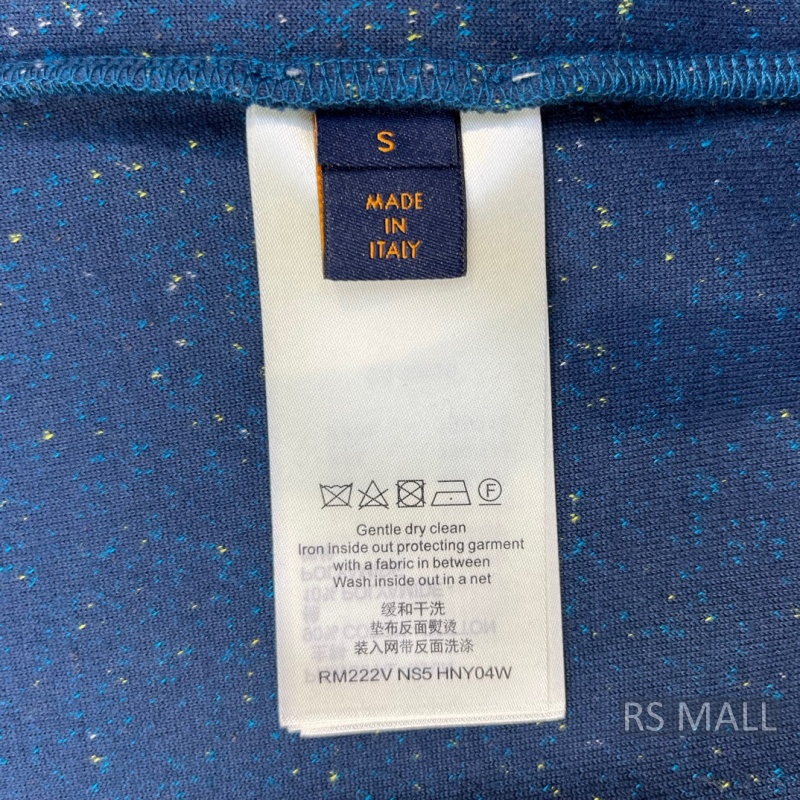 S
MADE
IN
ITALY
F
Gentle dry clean
Iron inside out protecting garment
with a fabric in between
Wash inside out in a net
缓和干洗
垫布反面熨烫
装入网带反面洗涤
RM222V NS5 HNY04W
RS MALL